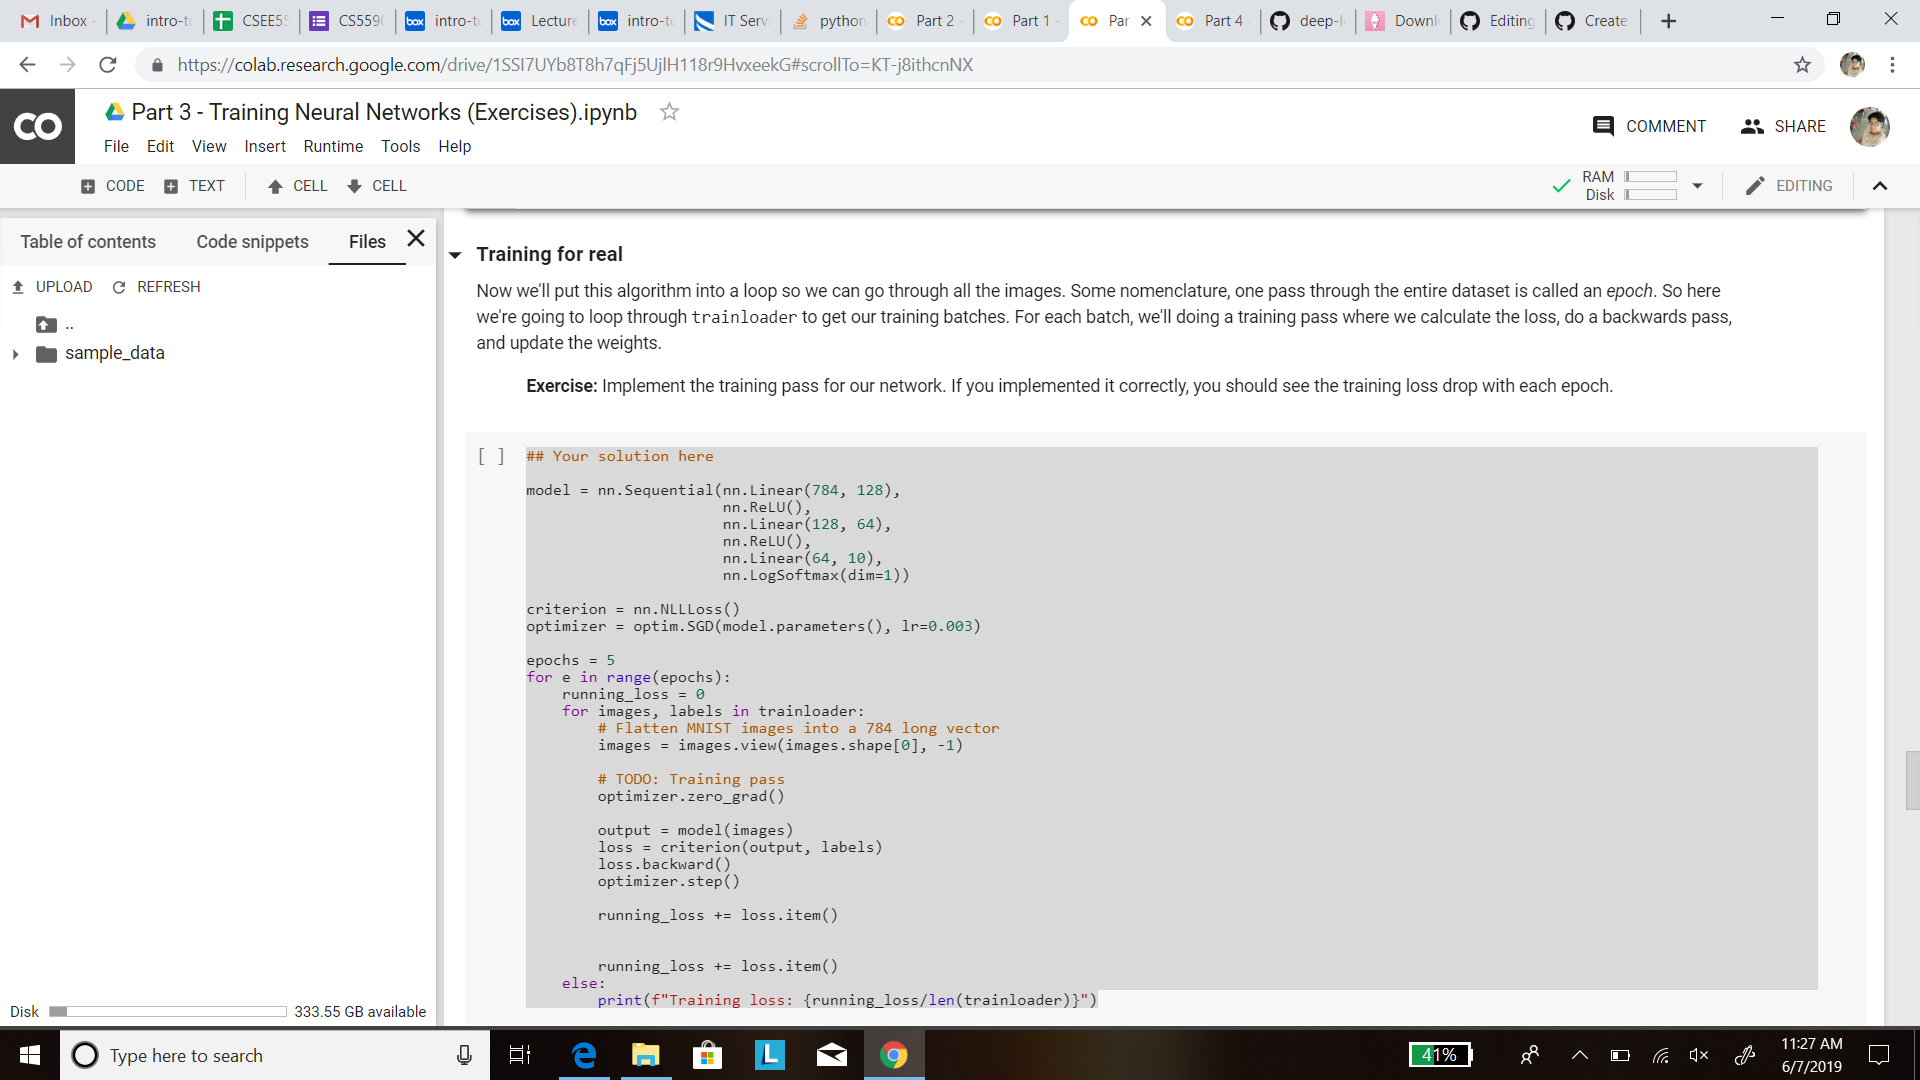 Inbox
intro-t
CSEE55
CS5590
box intro-t
box Lecture
box intro-t
IT Servi
python
Part 2
Part 1
Par
Part 4
deep-l
Downl
Editing
Create
https://colab.research.google.com/drive/1SSI7UYb8T8h7qFj5UjlH118r9HvxeekG#scrollTo=KT-j8ithcnNX
CO
Part 3 - Training Neural Networks (Exercises).ipynb
COMMENT
SHARE
File Edit View Insert Runtime Tools Help
CODE TEXT CELL CELL
RAM
Disk
EDITING
Table of contents Code snippets Files
UPLOAD REFRESH
..
sample_data
Disk 333.55 GB available
Training for real
Now we'll put this algorithm into a loop so we can go through all the images. Some nomenclature, one pass through the entire dataset is called an epoch. So here
we're going to loop through trainloader to get our training batches. For each batch, we'll doing a training pass where we calculate the loss, do a backwards pass,
and update the weights.
Exercise: Implement the training pass for our network. If you implemented it correctly, you should see the training loss drop with each epoch.
[ ]
## Your solution here
model = nn.Sequential(nn.Linear(784, 128),
nn.ReLU(),
nn.Linear(128, 64),
nn.ReLU(),
nn.Linear(64, 10),
nn.LogSoftmax(dim=1))
criterion = nn.NLLLoss()
optimizer = optim.SGD(model.parameters(), lr=0.003)
epochs = 5
for e in range(epochs):
running_loss = 0
for images, labels in trainloader:
# Flatten MNIST images into a 784 long vector
images = images.view(images.shape[0], -1)
# TODO: Training pass
optimizer.zero_grad()
output = model(images)
loss = criterion(output, labels)
loss.backward()
optimizer.step()
running_loss += loss.item()
running_loss += loss.item()
else:
print(f"Training loss: {running_loss/len(trainloader)}")
Type here to search
L
41%
11:27 AM
6/7/2019